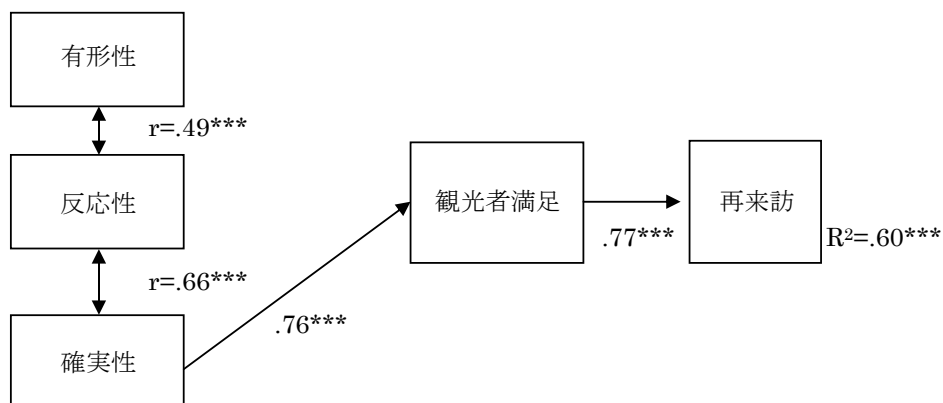 有形性
r=.49***
反応性
r=.66***
確実性
.76***
観光者満足
.77***
再来訪
R²=.60***